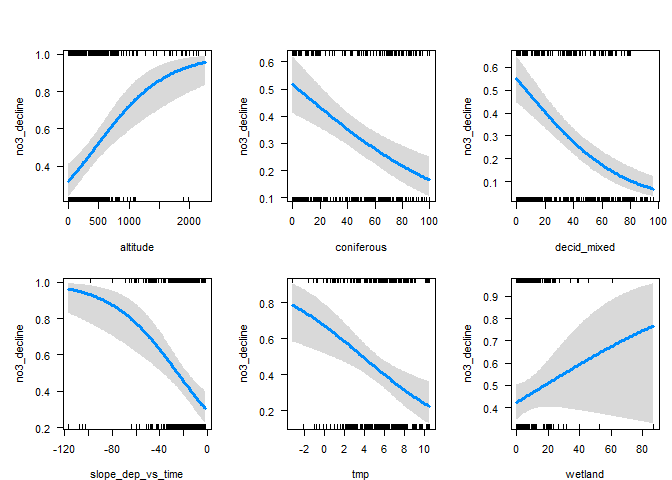 1.0
0.8
0.6
0.4
no3_decline
0 500 1000 2000
altitude
0.6
0.5
0.4
0.3
0.2
0.1
no3_decline
0 20 40 60 80 100
coniferous
0.6
0.5
0.4
0.3
0.2
0.1
no3_decline
0 20 40 60 80 100
decid_mixed
1.0
0.8
0.6
0.4
0.2
no3_decline
-120 -80 -40 0
slope_dep_vs_time
0.8
0.6
0.4
0.2
no3_decline
-2 0 2 4 6 8 10
tmp
0.9
0.8
0.7
0.6
0.5
0.4
no3_decline
0 20 40 60 80
wetland